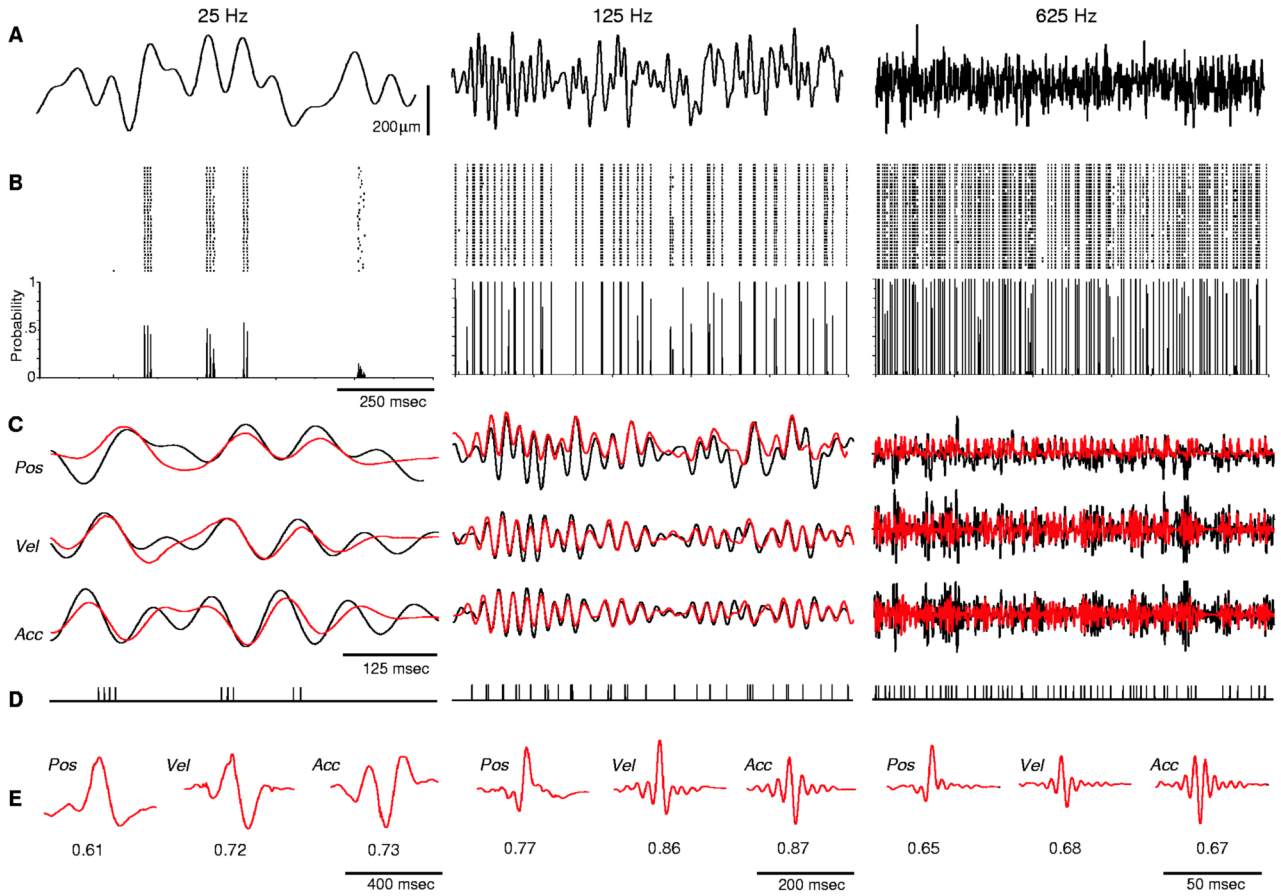 25 Hz 125 Hz 625 Hz
A
200µm
B
1
Probability
.5
0
250 msec
C
Pos
Vel
Acc
125 msec
D
E
Pos Vel Acc Pos Vel Acc Pos Vel Acc
0.61 0.72 0.73 0.77 0.86 0.87 0.65 0.68 0.67
400 msec 200 msec 50 msec